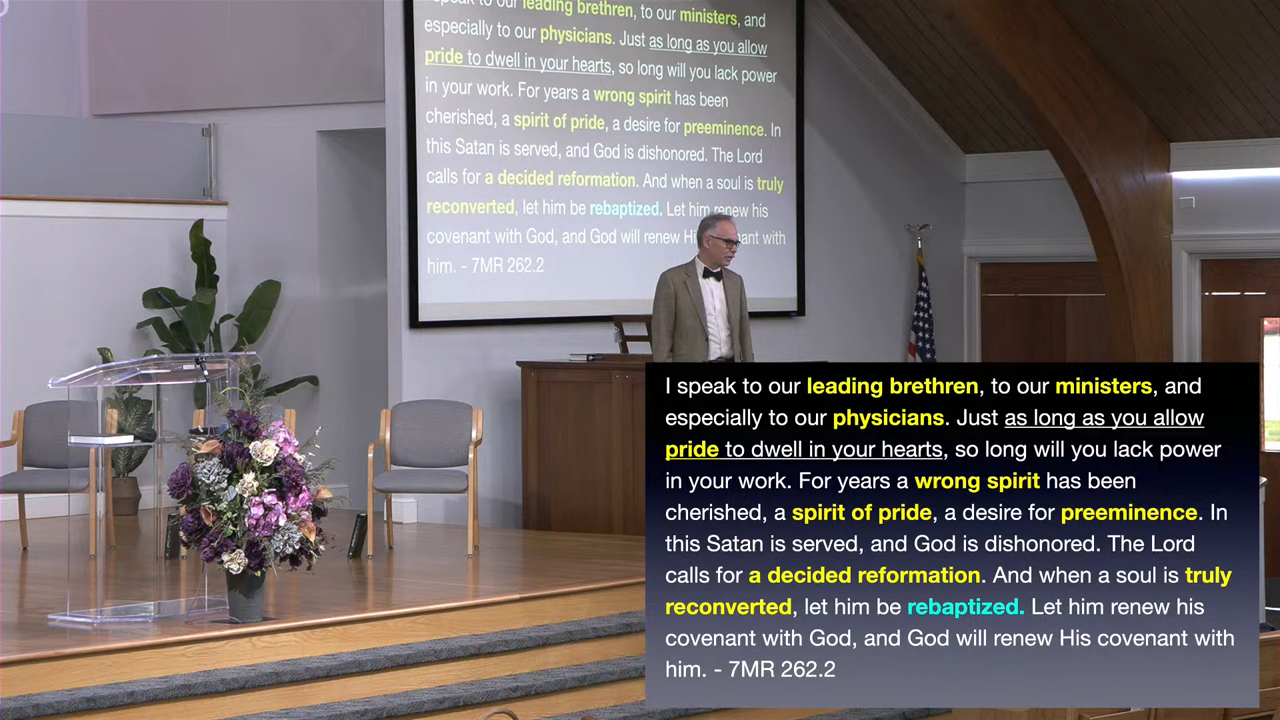 speak to our leading brethren, to our ministers, and
especially to our physicians. Just as long as you allow
pride to dwell in your hearts, so long will you lack power
in your work. For years a wrong spirit has been
cherished, a spirit of pride, a desire for preeminence. In
this Satan is served, and God is dishonored. The Lord
calls for a decided reformation. And when a soul is truly
reconverted, let him be rebaptized. Let him renew his
covenant with God, and God will renew His covenant with
him. - 7MR 262.2
I speak to our leading brethren, to our ministers, and
especially to our physicians. Just as long as you allow
pride to dwell in your hearts, so long will you lack power
in your work. For years a wrong spirit has been
cherished, a spirit of pride, a desire for preeminence. In
this Satan is served, and God is dishonored. The Lord
calls for a decided reformation. And when a soul is truly
reconverted, let him be rebaptized. Let him renew his
covenant with God, and God will renew His covenant with
him. - 7MR 262.2